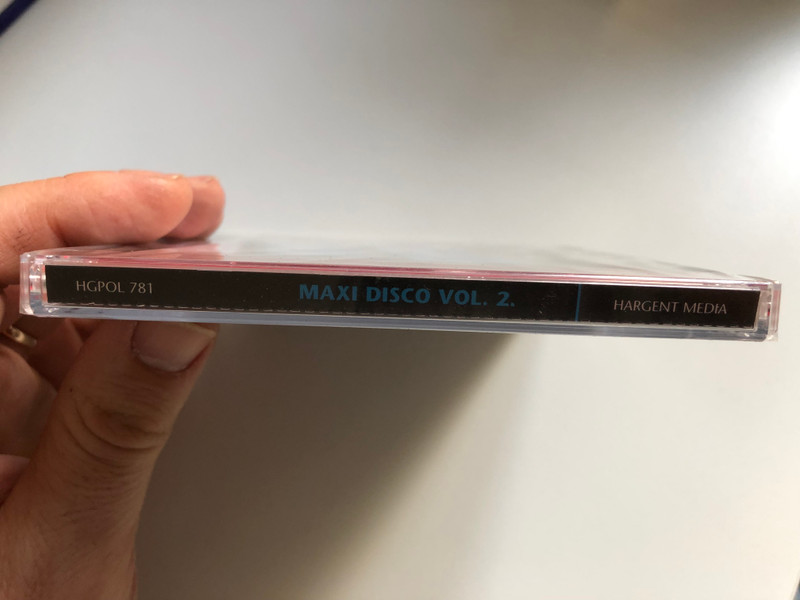 HGPOL 781 MAXI DISCO VOL. 2. HARGENT MEDIA